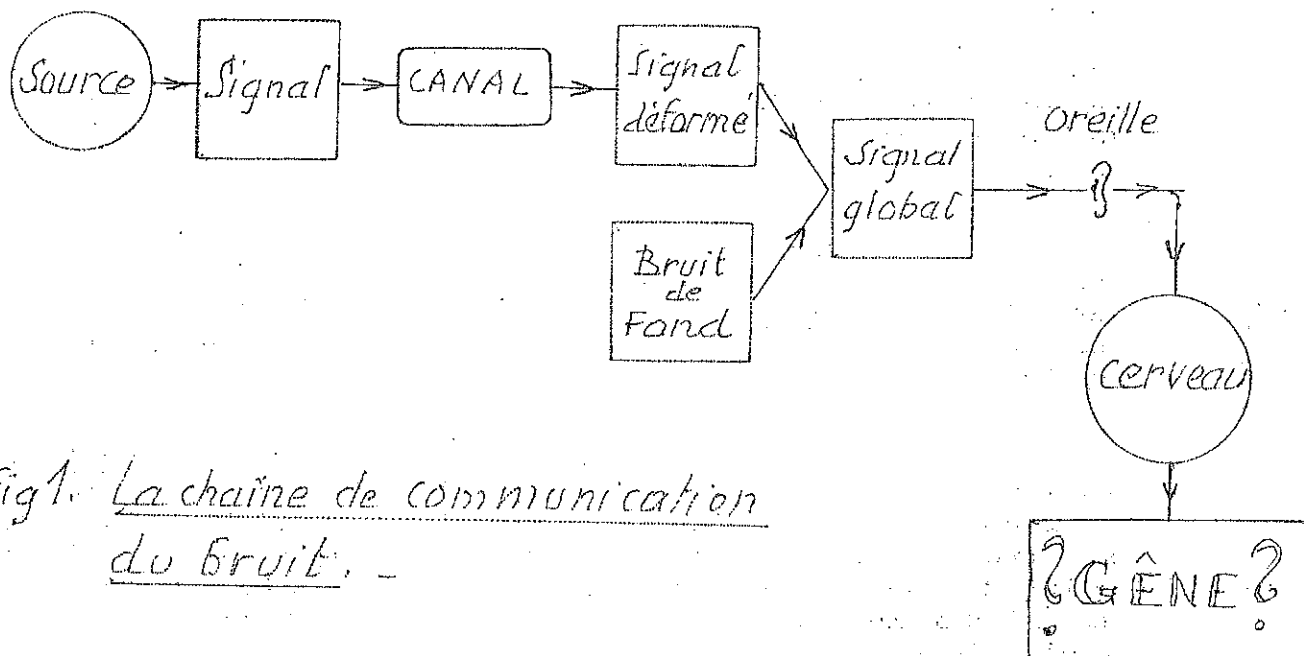 Source
Signal
CANAL
Signal
déformé
Bruit
de
Fond
Signal
global
Oreille
Cerveau
?GÊNE?
Fig1. La chaîne de communication
du bruit. -